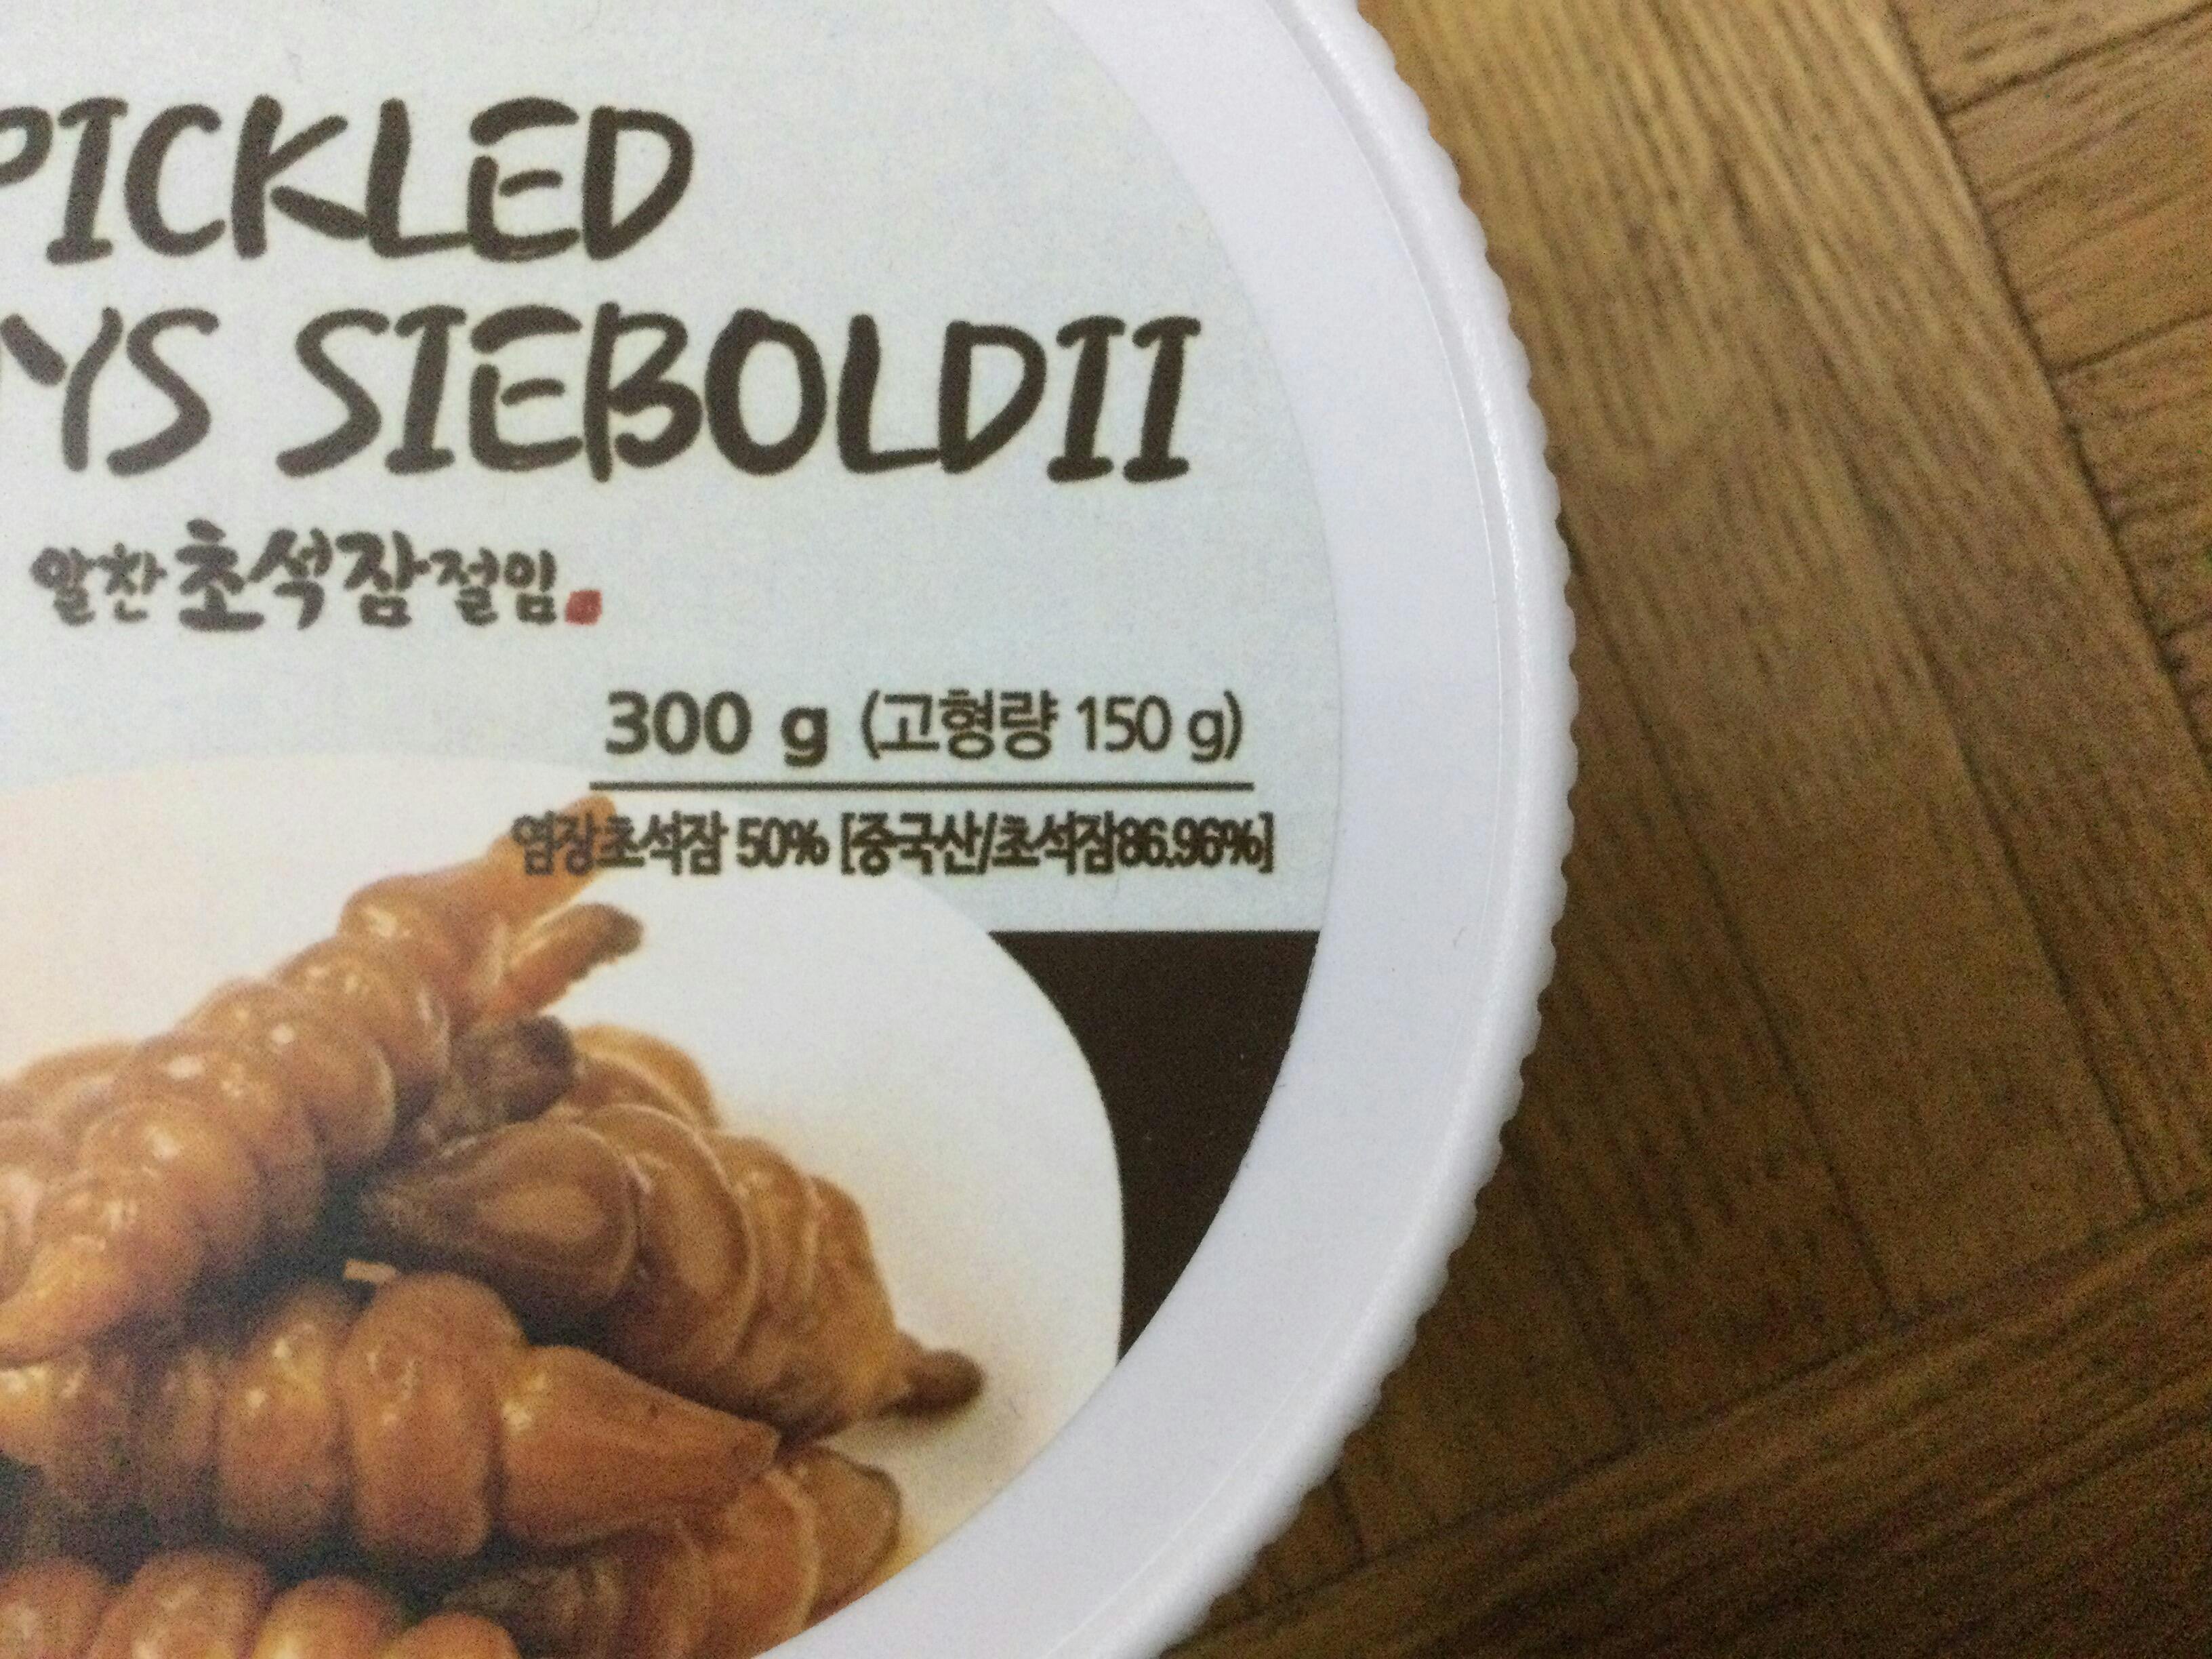 PICKLED
YS SIEBOLDII
알찬 초석잠 절임
300 g (고형량 150 g)
염장초석잠 50% [중국산/초석잠86.96%]